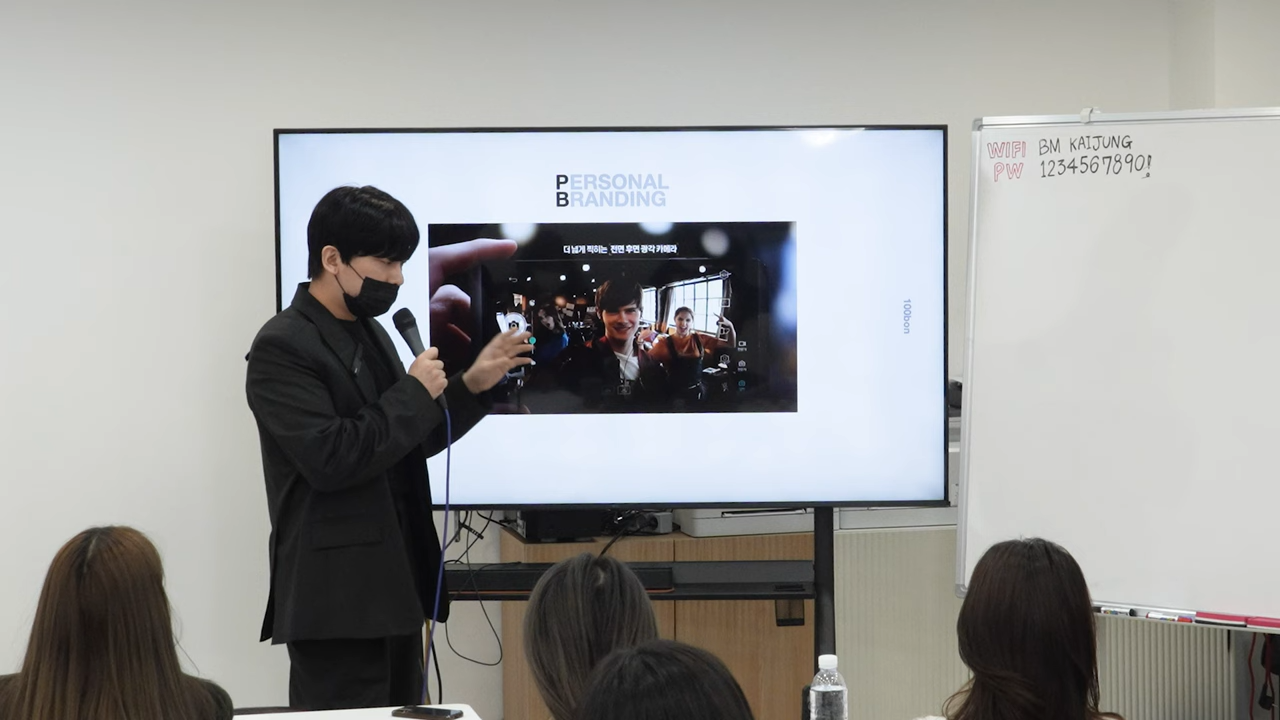 PERSONAL
BRANDING
더 넓게 찍히는 전면 후면 광각 카메라
100bon
WIFI BM KAIJUNG
PW 1234567890!